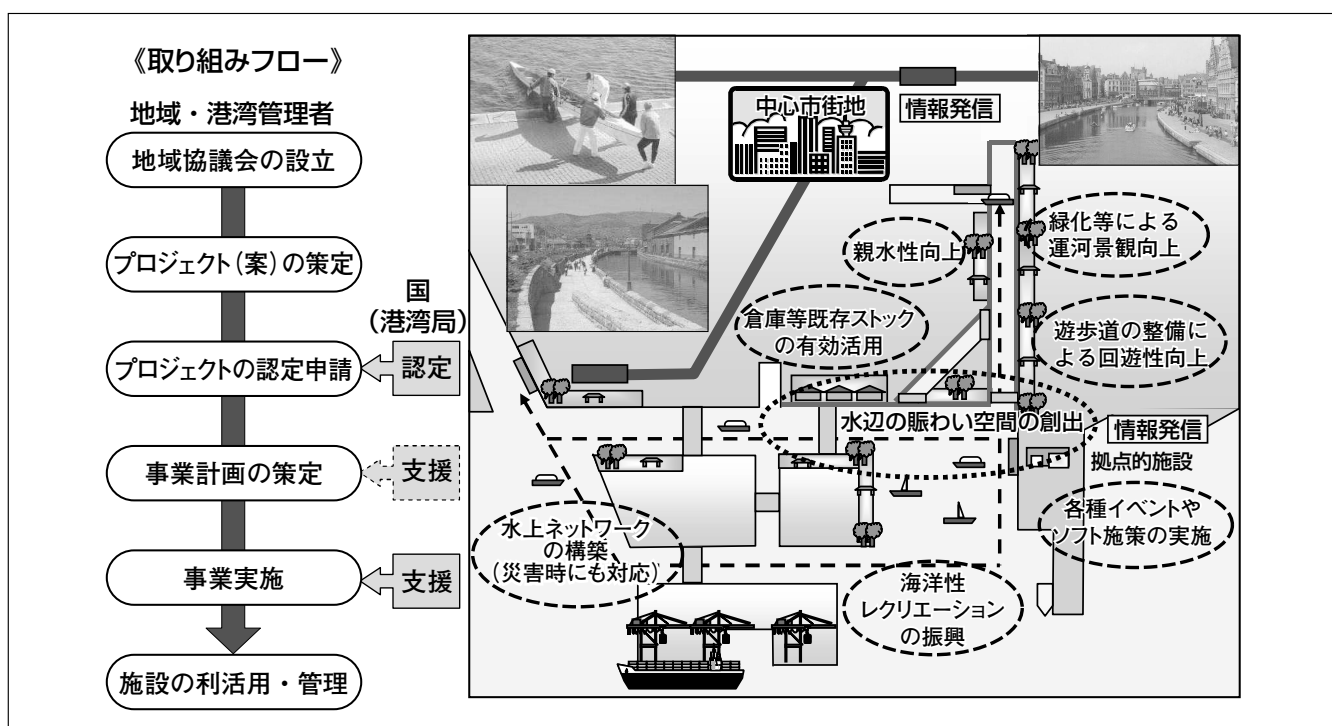 《取り組みフロー》
地域・港湾管理者
地域協議会の設立
プロジェクト(案)の策定
国
(港湾局)
プロジェクトの認定申請
認定
事業計画の策定
支援
事業実施
支援
施設の利活用・管理
中心市街地
情報発信
親水性向上
緑化等による
運河景観向上
倉庫等既存ストック
の有効活用
遊歩道の整備に
よる回遊性向上
水辺の賑わい空間の創出
情報発信
拠点的施設
各種イベントや
ソフト施策の実施
水上ネットワーク
の構築
(災害時にも対応)
海洋性
レクリエーション
の振興